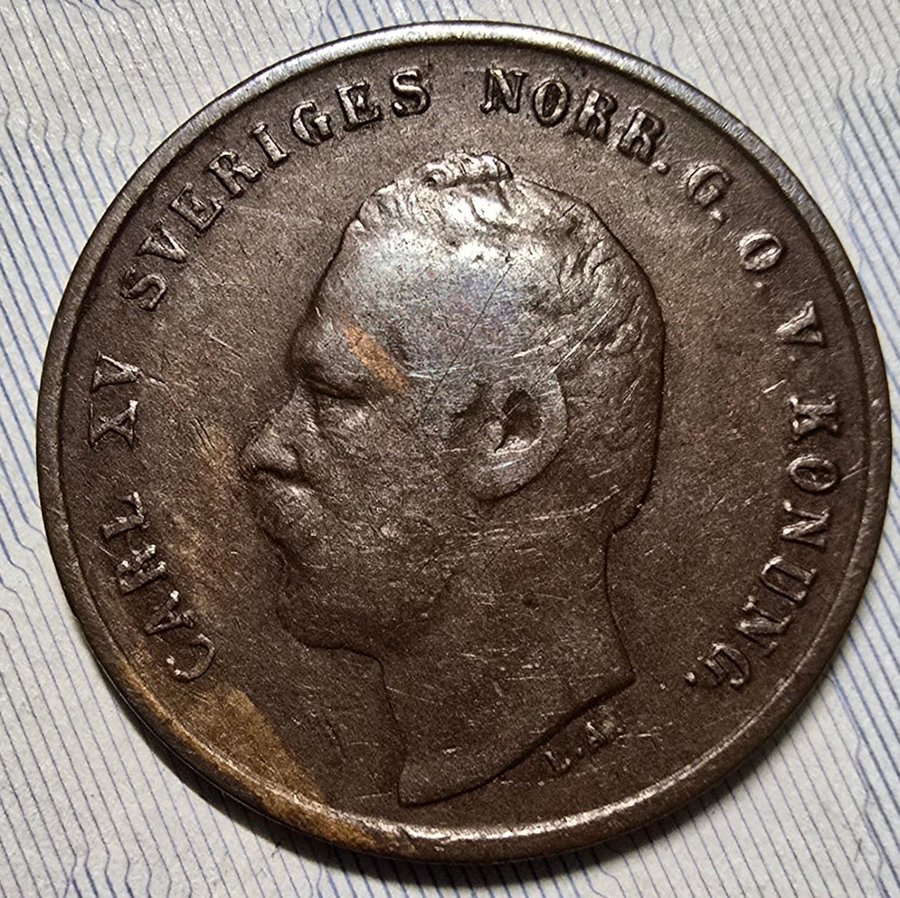 CARL XV SVERIGES NORR. G. O. V. KONUNG.
L.A.